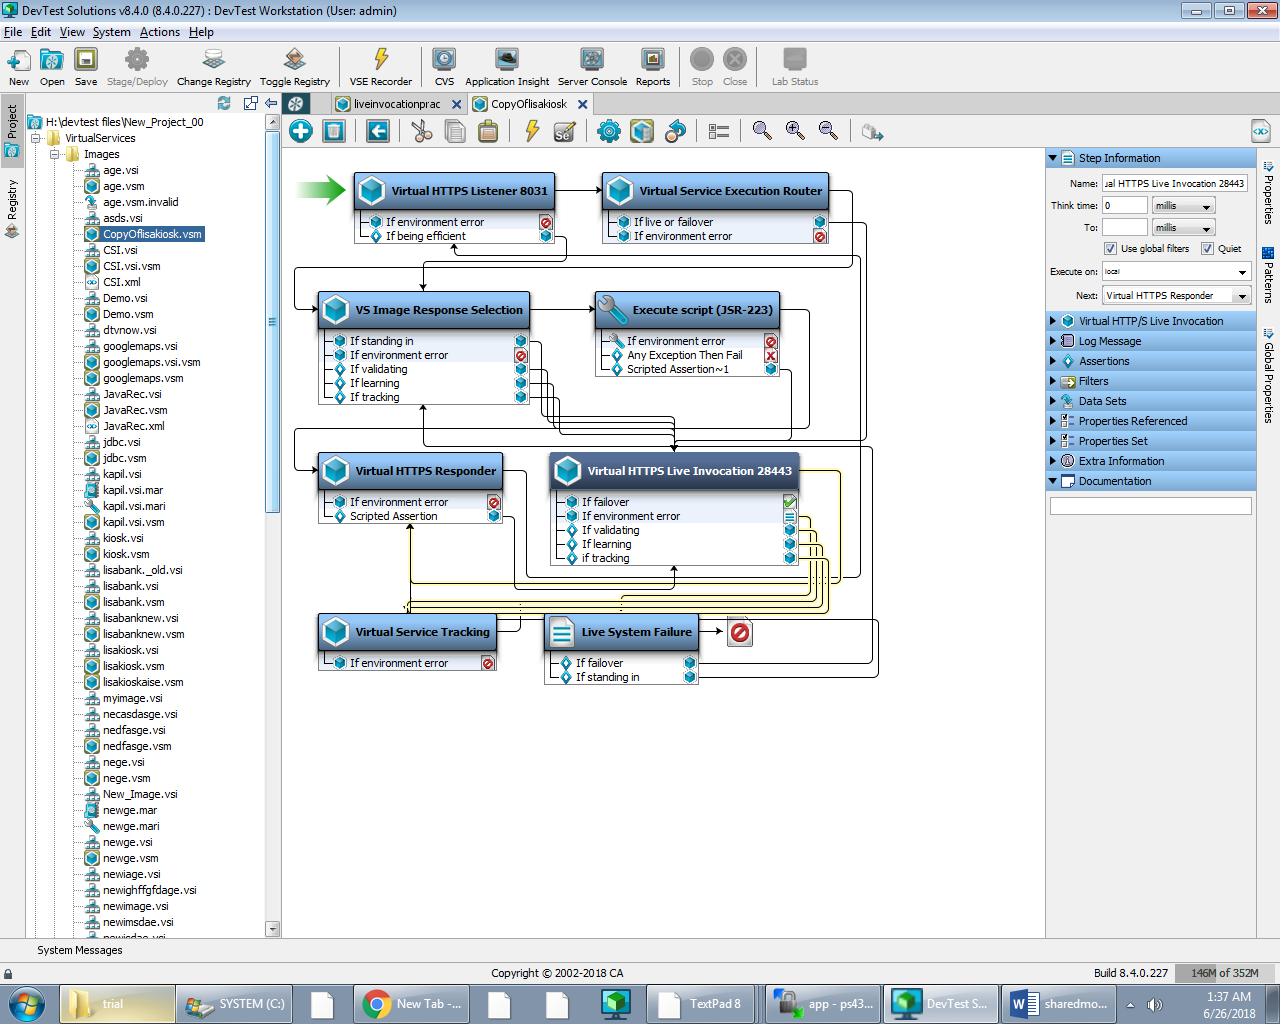 DevTest Solutions v8.4.0 (8.4.0.227) : DevTest Workstation (User: admin)
File Edit View System Actions Help
New Open Save Stage/Deploy Change Registry Toggle Registry VSE Recorder CVS Application Insight Server Console Reports Stop Close Lab Status
Project
Registry
liveinvocationprac
CopyOflisakiosk
H:\devtest files\New_Project_00
VirtualServices
Images
age.vsi
age.vsm
age.vsm.invalid
asds.vsi
CopyOflisakiosk.vsm
CSI.vsi
CSI.vsi.vsm
CSI.xml
Demo.vsi
Demo.vsm
dtvnow.vsi
googlemaps.vsi
googlemaps.vsi.vsm
googlemaps.vsm
JavaRec.vsi
JavaRec.vsm
JavaRec.xml
jdbc.vsi
jdbc.vsm
kapil.vsi
kapil.vsi.mar
kapil.vsi.mari
kapil.vsi.vsm
kiosk.vsi
kiosk.vsm
lisabank._old.vsi
lisabank.vsi
lisabank.vsm
lisabanknew.vsi
lisabanknew.vsm
lisakiosk.vsi
lisakiosk.vsm
lisakioskaise.vsm
myimage.vsi
necasdasge.vsi
nedfasge.vsi
nedfasge.vsm
nege.vsi
nege.vsm
New_Image.vsi
newge.mar
newge.mari
newge.vsi
newge.vsm
newiage.vsi
newighffgfdage.vsi
newimage.vsi
newimsdae.vsi
Virtual HTTPS Listener 8031
If environment error
If being efficient
Virtual Service Execution Router
If live or failover
If environment error
VS Image Response Selection
If standing in
If environment error
If validating
If learning
If tracking
Execute script (JSR-223)
If environment error
Any Exception Then Fail
Scripted Assertion~1
Virtual HTTPS Responder
If environment error
Scripted Assertion
Virtual HTTPS Live Invocation 28443
If failover
If environment error
If validating
If learning
if tracking
Virtual Service Tracking
If environment error
Live System Failure
If failover
If standing in
Step Information
Name: ual HTTPS Live Invocation 28443
Think time: 0 millis
To: millis
Use global filters Quiet
Execute on: local
Next: Virtual HTTPS Responder
Virtual HTTP/S Live Invocation
Log Message
Assertions
Filters
Data Sets
Properties Referenced
Properties Set
Extra Information
Documentation
Properties
Patterns
Global Properties
System Messages
Copyright © 2002-2018 CA
Build 8.4.0.227 146M of 352M
trial SYSTEM (C:) New Tab -... TextPad 8 app - ps43... DevTest S... sharedmo...
1:37 AM
6/26/2018